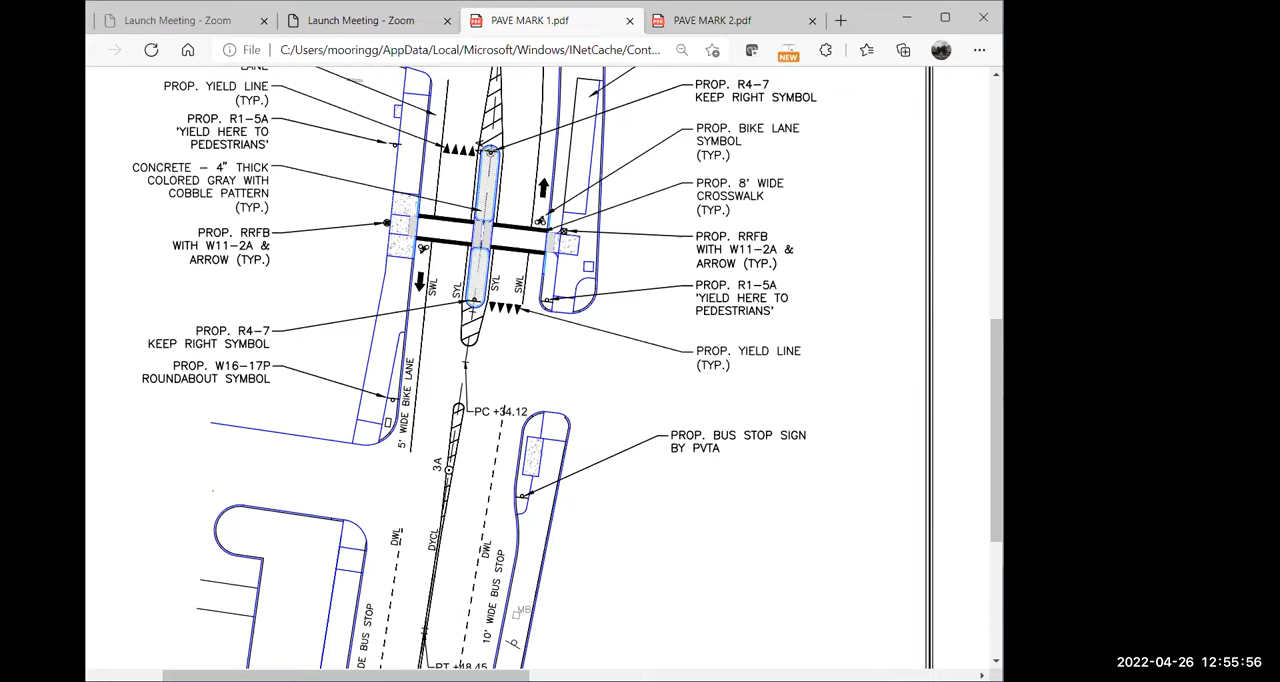 Launch Meeting - Zoom
Launch Meeting - Zoom
PAVE MARK 1.pdf
PAVE MARK 2.pdf
File
C:/Users/mooringg/AppData/Local/Microsoft/Windows/INetCache/Cont...
NEW
LANE
PROP. YIELD LINE
(TYP.)
PROP. R1-5A
'YIELD HERE TO
PEDESTRIANS'
CONCRETE - 4" THICK
COLORED GRAY WITH
COBBLE PATTERN
(TYP.)
PROP. RRFB
WITH W11-2A &
ARROW (TYP.)
PROP. R4-7
KEEP RIGHT SYMBOL
PROP. W16-17P
ROUNDABOUT SYMBOL
PROP. R4-7
KEEP RIGHT SYMBOL
PROP. BIKE LANE
SYMBOL
(TYP.)
PROP. 8' WIDE
CROSSWALK
(TYP.)
PROP. RRFB
WITH W11-2A &
ARROW (TYP.)
PROP. R1-5A
'YIELD HERE TO
PEDESTRIANS'
PROP. YIELD LINE
(TYP.)
PROP. BUS STOP SIGN
BY PVTA
SWL
SYL
SYL
SWL
5' WIDE BIKE LANE
PC +34.12
3A
DWL
DYCL
DWL
10' WIDE BUS STOP
DE BUS STOP
MB
PT +48.45
2022-04-26 12:55:56